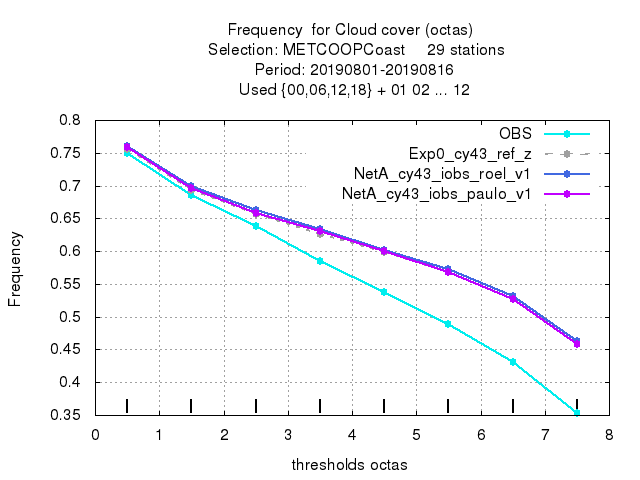 Frequency  for Cloud cover (octas)
Selection: METCOOPCoast    29 stations
Period: 20190801-20190816
Used {00,06,12,18} + 01 02 ... 12
OBS
Exp0_cy43_ref_z
NetA_cy43_iobs_roel_v1
NetA_cy43_iobs_paulo_v1
0.8
0.75
0.7
0.65
0.6
0.55
0.5
0.45
0.4
0.35
Frequency
0 1 2 3 4 5 6 7 8
thresholds octas